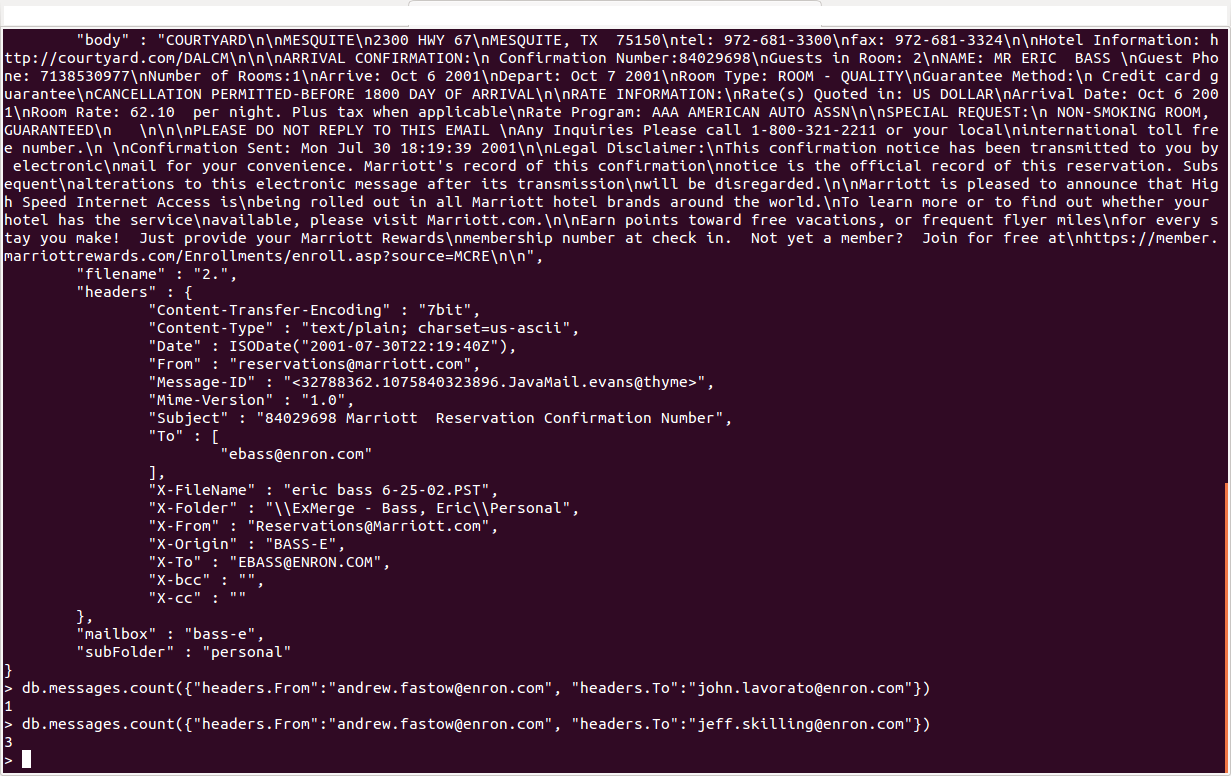 "body" : "COURTYARD\n\nMESQUITE\n2300 HWY 67\nMESQUITE, TX  75150\ntel: 972-681-3300\nfax: 972-681-3324\n\nHotel Information: h
ttp://courtyard.com/DALCM\n\n\nARRIVAL CONFIRMATION:\n Confirmation Number:84029698\nGuests in Room: 2\nNAME: MR ERIC  BASS \nGuest Pho
ne: 7138530977\nNumber of Rooms:1\nArrive: Oct 6 2001\nDepart: Oct 7 2001\nRoom Type: ROOM - QUALITY\nGuarantee Method:\n Credit card g
uarantee\nCANCELLATION PERMITTED-BEFORE 1800 DAY OF ARRIVAL\n\nRATE INFORMATION:\nRate(s) Quoted in: US DOLLAR\nArrival Date: Oct 6 200
1\nRoom Rate: 62.10  per night. Plus tax when applicable\nRate Program: AAA AMERICAN AUTO ASSN\n\nSPECIAL REQUEST:\n NON-SMOKING ROOM,
GUARANTEED\n   \n\n\nPLEASE DO NOT REPLY TO THIS EMAIL \nAny Inquiries Please call 1-800-321-2211 or your local\ninternational toll fre
e number.\n \nConfirmation Sent: Mon Jul 30 18:19:39 2001\n\nLegal Disclaimer:\nThis confirmation notice has been transmitted to you by
 electronic\nmail for your convenience. Marriott's record of this confirmation\nnotice is the official record of this reservation. Subs
equent\nalterations to this electronic message after its transmission\nwill be disregarded.\n\nMarriott is pleased to announce that Hig
h Speed Internet Access is\nbeing rolled out in all Marriott hotel brands around the world.\nTo learn more or to find out whether your
hotel has the service\navailable, please visit Marriott.com.\n\nEarn points toward free vacations, or frequent flyer miles\nfor every s
tay you make!  Just provide your Marriott Rewards\nmembership number at check in.  Not yet a member?  Join for free at\nhttps://member.
marriottrewards.com/Enrollments/enroll.asp?source=MCRE\n\n",
        "filename" : "2.",
        "headers" : {
                "Content-Transfer-Encoding" : "7bit",
                "Content-Type" : "text/plain; charset=us-ascii",
                "Date" : ISODate("2001-07-30T22:19:40Z"),
                "From" : "reservations@marriott.com",
                "Message-ID" : "<32788362.1075840323896.JavaMail.evans@thyme>",
                "Mime-Version" : "1.0",
                "Subject" : "84029698 Marriott  Reservation Confirmation Number",
                "To" : [
                        "ebass@enron.com"
                ],
                "X-FileName" : "eric bass 6-25-02.PST",
                "X-Folder" : "\\ExMerge - Bass, Eric\\Personal",
                "X-From" : "Reservations@Marriott.com",
                "X-Origin" : "BASS-E",
                "X-To" : "EBASS@ENRON.COM",
                "X-bcc" : "",
                "X-cc" : ""
        },
        "mailbox" : "bass-e",
        "subFolder" : "personal"
}
> db.messages.count({"headers.From":"andrew.fastow@enron.com", "headers.To":"john.lavorato@enron.com"})
1
> db.messages.count({"headers.From":"andrew.fastow@enron.com", "headers.To":"jeff.skilling@enron.com"})
3
>